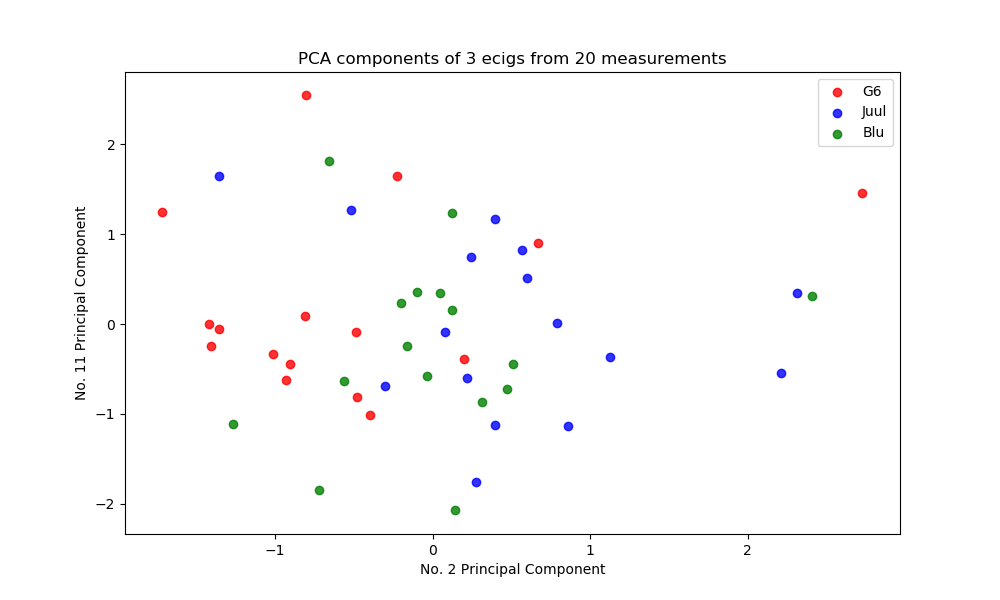 PCA components of 3 ecigs from 20 measurements
G6
Juul
Blu
2
1
0
−1
−2
No. 11 Principal Component
−1
0
1
2
No. 2 Principal Component